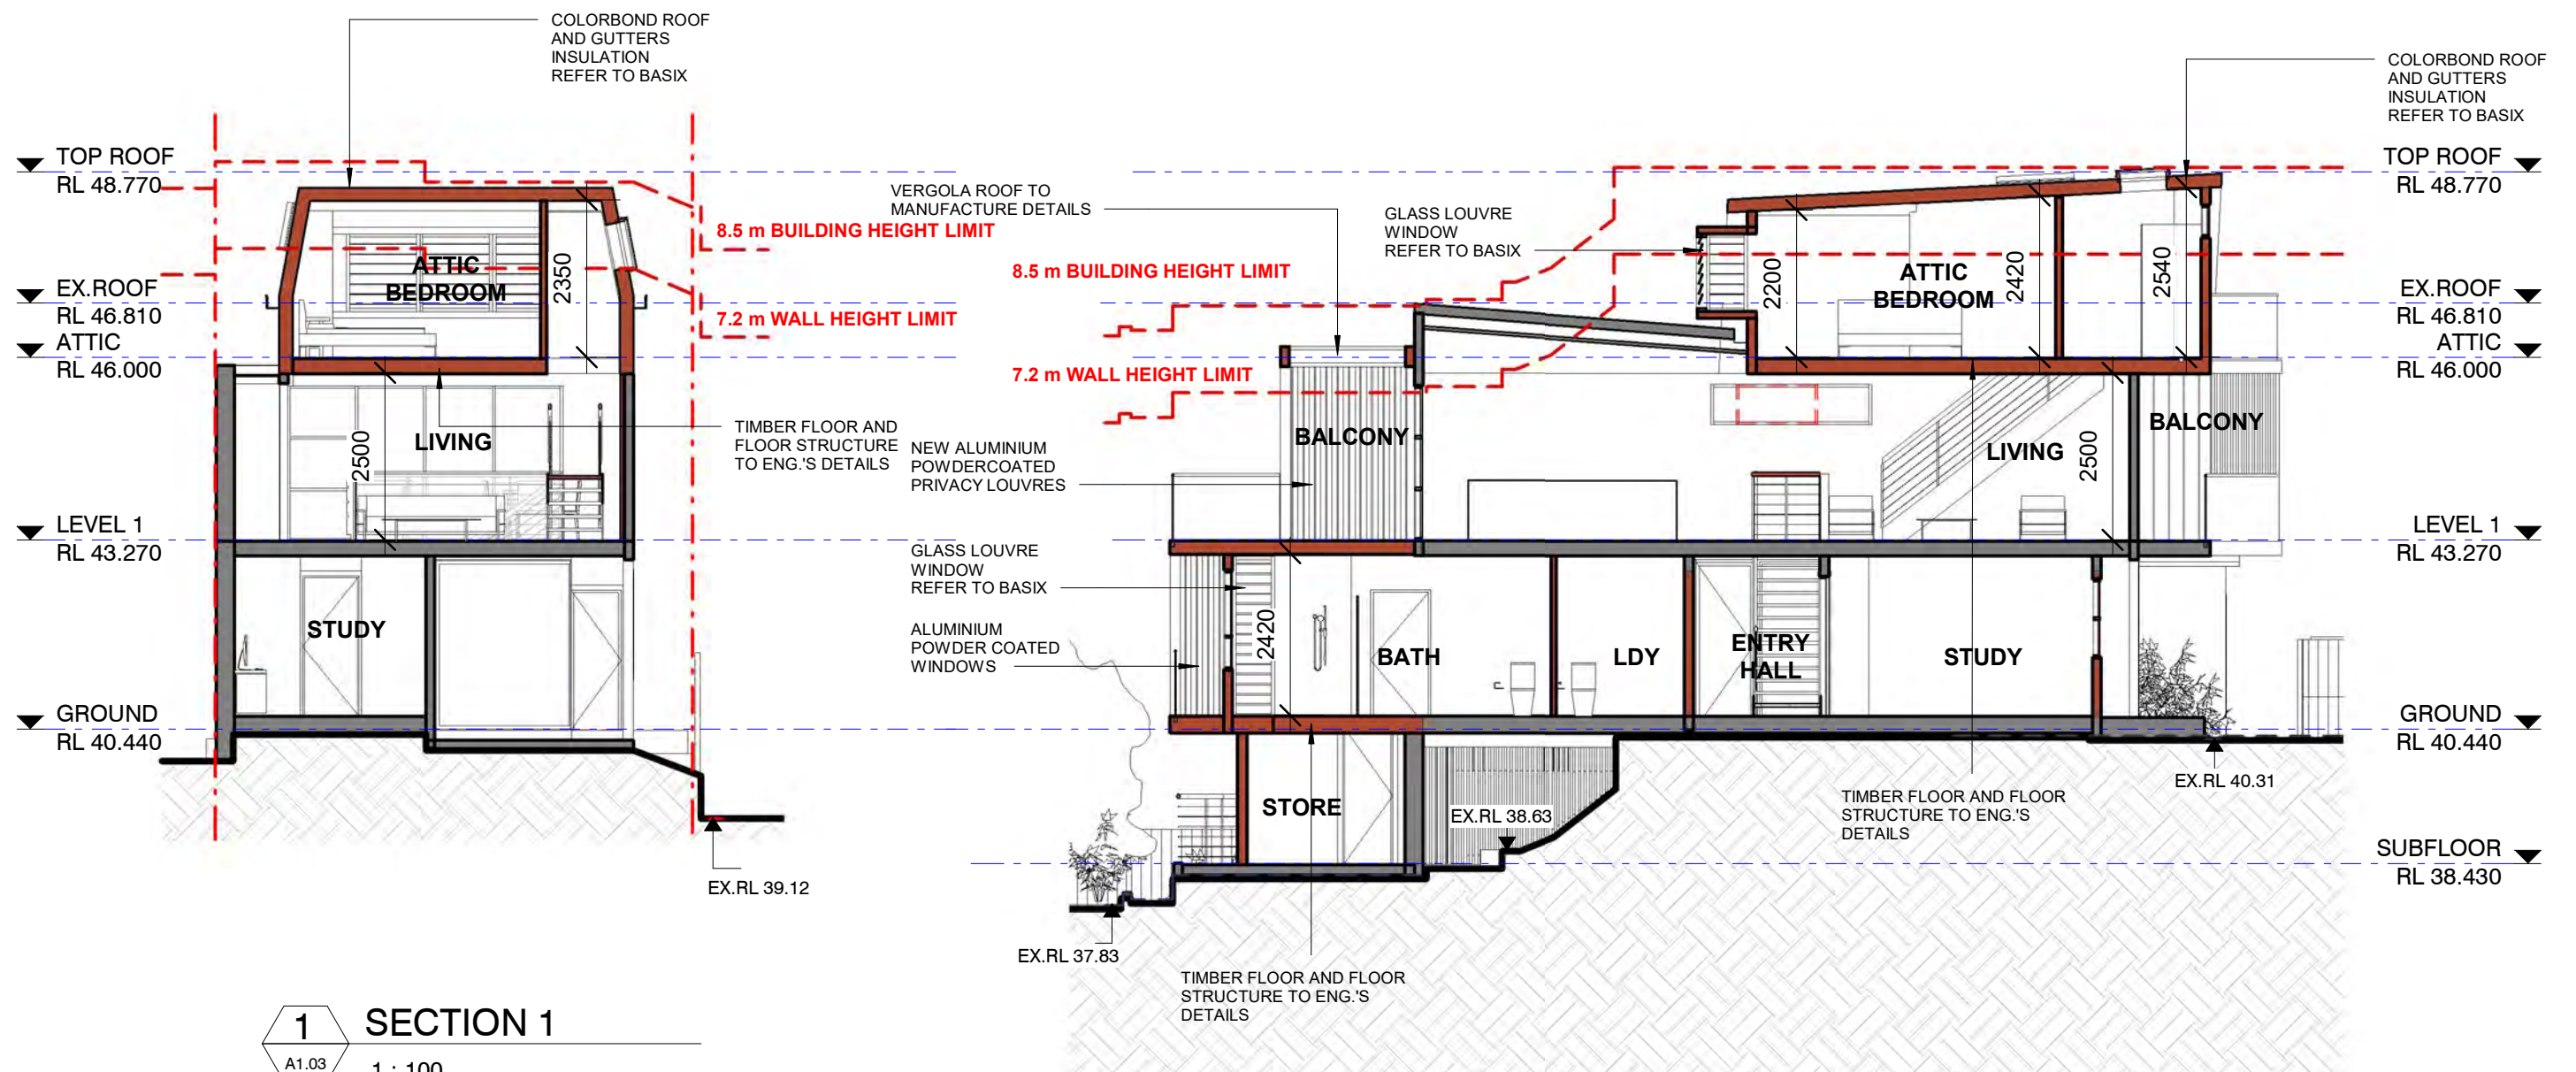 COLORBOND ROOF
AND GUTTERS
INSULATION
REFER TO BASIX
TOP ROOF
RL 48.770
EX.ROOF
RL 46.810
ATTIC
RL 46.000
LEVEL 1
RL 43.270
GROUND
RL 40.440
8.5 m BUILDING HEIGHT LIMIT
7.2 m WALL HEIGHT LIMIT
ATTIC
BEDROOM
2350
LIVING
2500
STUDY
TIMBER FLOOR AND
FLOOR STRUCTURE
TO ENG.'S DETAILS
EX.RL 39.12
1
A1.03
SECTION 1
1 : 100
VERGOLA ROOF TO
MANUFACTURE DETAILS
GLASS LOUVRE
WINDOW
REFER TO BASIX
8.5 m BUILDING HEIGHT LIMIT
7.2 m WALL HEIGHT LIMIT
NEW ALUMINIUM
POWDERCOATED
PRIVACY LOUVRES
GLASS LOUVRE
WINDOW
REFER TO BASIX
ALUMINIUM
POWDER COATED
WINDOWS
COLORBOND ROOF
AND GUTTERS
INSULATION
REFER TO BASIX
2200
ATTIC
BEDROOM
2420
2540
BALCONY
LIVING
2500
BALCONY
2420
BATH
LDY
ENTRY
HALL
STUDY
STORE
EX.RL 38.63
EX.RL 37.83
EX.RL 40.31
TIMBER FLOOR AND FLOOR
STRUCTURE TO ENG.'S
DETAILS
TIMBER FLOOR AND FLOOR
STRUCTURE TO ENG.'S
DETAILS
TOP ROOF
RL 48.770
EX.ROOF
RL 46.810
ATTIC
RL 46.000
LEVEL 1
RL 43.270
GROUND
RL 40.440
SUBFLOOR
RL 38.430